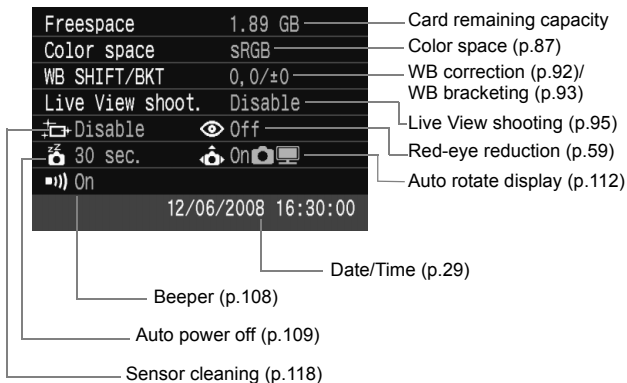 Freespace 1.89 GB
Card remaining capacity
Color space sRGB
Color space (p.87)
WB SHIFT/BKT 0,0/±0
WB correction (p.92)/
WB bracketing (p.93)
Live View shoot. Disable
Live View shooting (p.95)
Disable Off
Red-eye reduction (p.59)
zz 30 sec. On
Auto rotate display (p.112)
On
12/06/2008 16:30:00
Date/Time (p.29)
Beeper (p.108)
Auto power off (p.109)
Sensor cleaning (p.118)